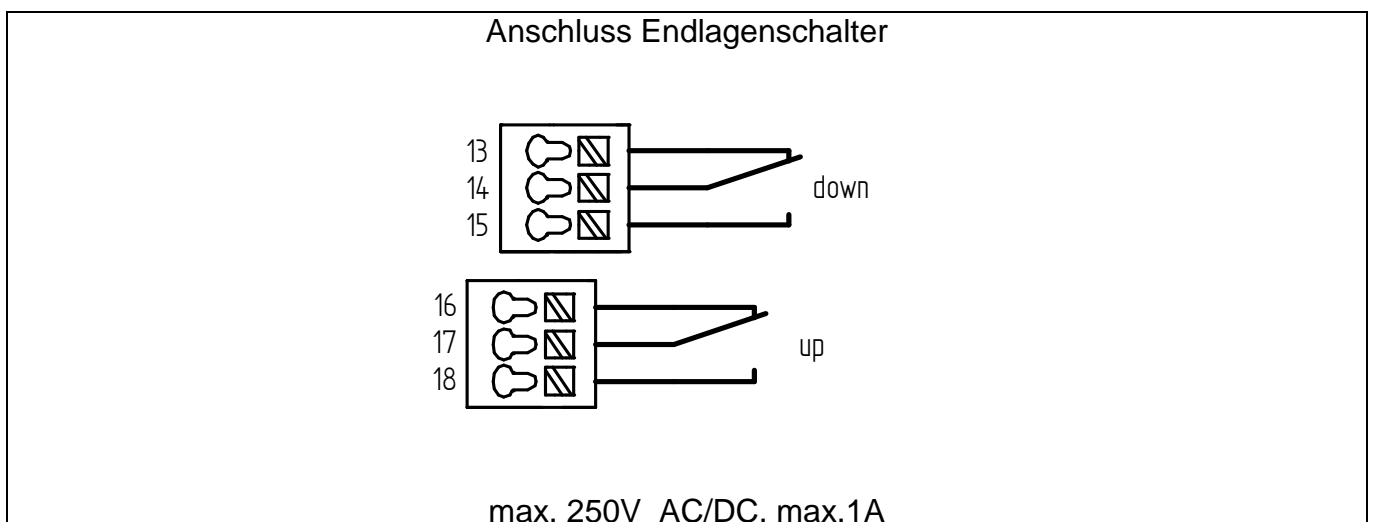 Anschluss Endlagenschalter
13
14
down
15
16
17
up
18
max. 250V AC/DC, max.1A